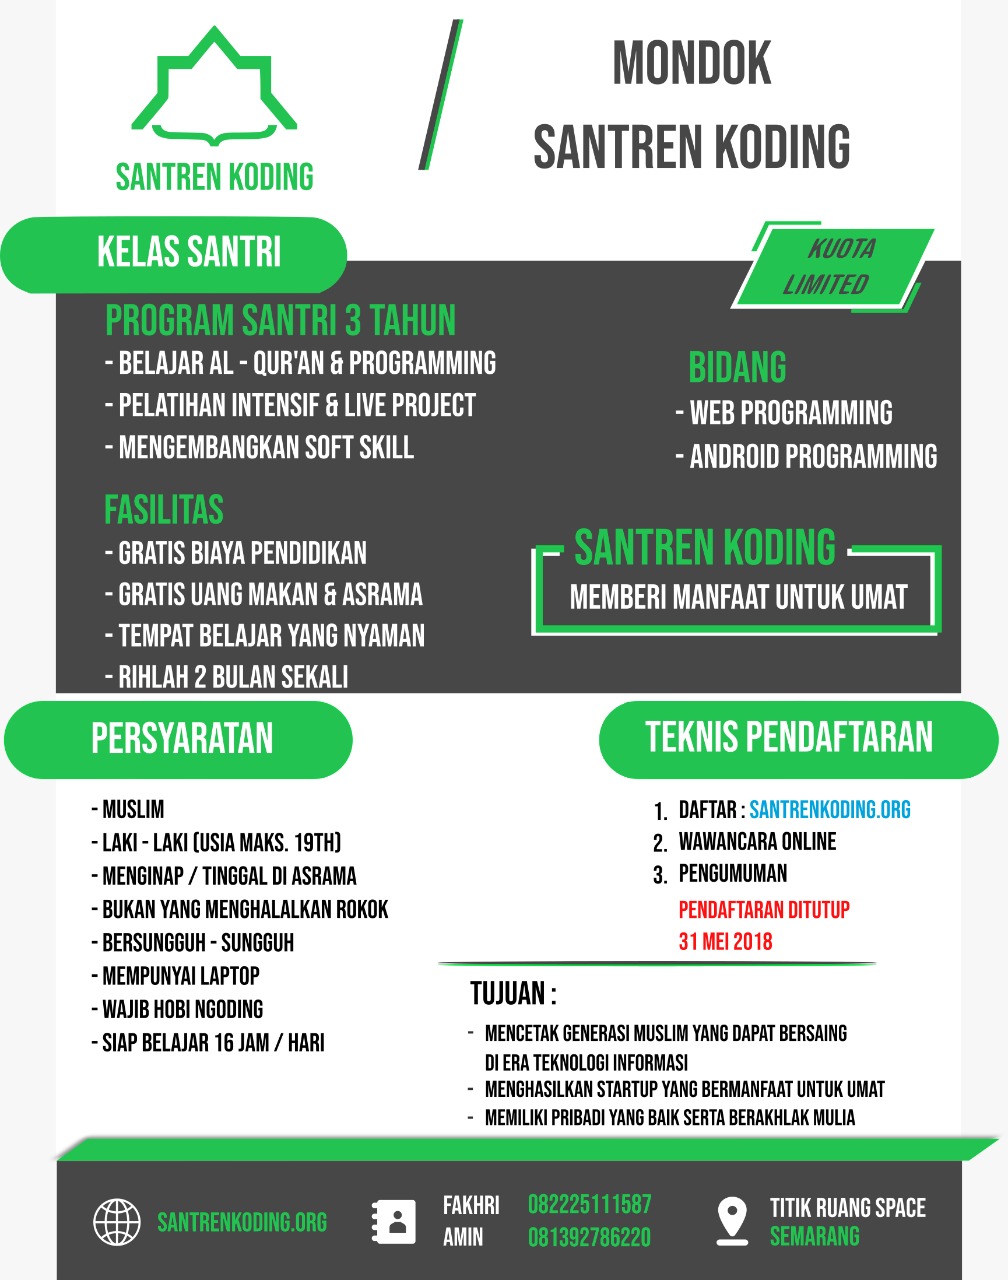 SANTREN KODING
MONDOK
SANTREN KODING
KELAS SANTRI
KUOTA
LIMITED
PROGRAM SANTRI 3 TAHUN
- BELAJAR AL - QUR'AN & PROGRAMMING
- PELATIHAN INTENSIF & LIVE PROJECT
- MENGEMBANGKAN SOFT SKILL
BIDANG
- WEB PROGRAMMING
- ANDROID PROGRAMMING
FASILITAS
- GRATIS BIAYA PENDIDIKAN
- GRATIS UANG MAKAN & ASRAMA
- TEMPAT BELAJAR YANG NYAMAN
- RIHLAH 2 BULAN SEKALI
SANTREN KODING
MEMBERI MANFAAT UNTUK UMAT
PERSYARATAN
- MUSLIM
- LAKI - LAKI (USIA MAKS. 19TH)
- MENGINAP / TINGGAL DI ASRAMA
- BUKAN YANG MENGHALALKAN ROKOK
- BERSUNGGUH - SUNGGUH
- MEMPUNYAI LAPTOP
- WAJIB HOBI NGODING
- SIAP BELAJAR 16 JAM / HARI
TEKNIS PENDAFTARAN
1. DAFTAR : SANTRENKODING.ORG
2. WAWANCARA ONLINE
3. PENGUMUMAN
PENDAFTARAN DITUTUP
31 MEI 2018
TUJUAN :
- MENCETAK GENERASI MUSLIM YANG DAPAT BERSAING
DI ERA TEKNOLOGI INFORMASI
- MENGHASILKAN STARTUP YANG BERMANFAAT UNTUK UMAT
- MEMILIKI PRIBADI YANG BAIK SERTA BERAKHLAK MULIA
SANTRENKODING.ORG
FAKHRI 082225111587
AMIN 081392786220
TITIK RUANG SPACE
SEMARANG